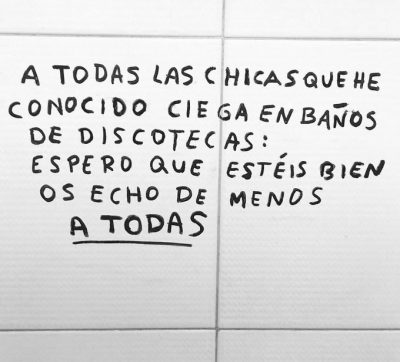 A TODAS LAS CHICAS QUE HE
CONOCIDO CIEGA EN BAÑOS
DE DISCOTECAS:
ESPERO QUE ESTÉIS BIEN
OS ECHO DE MENOS
A TODAS